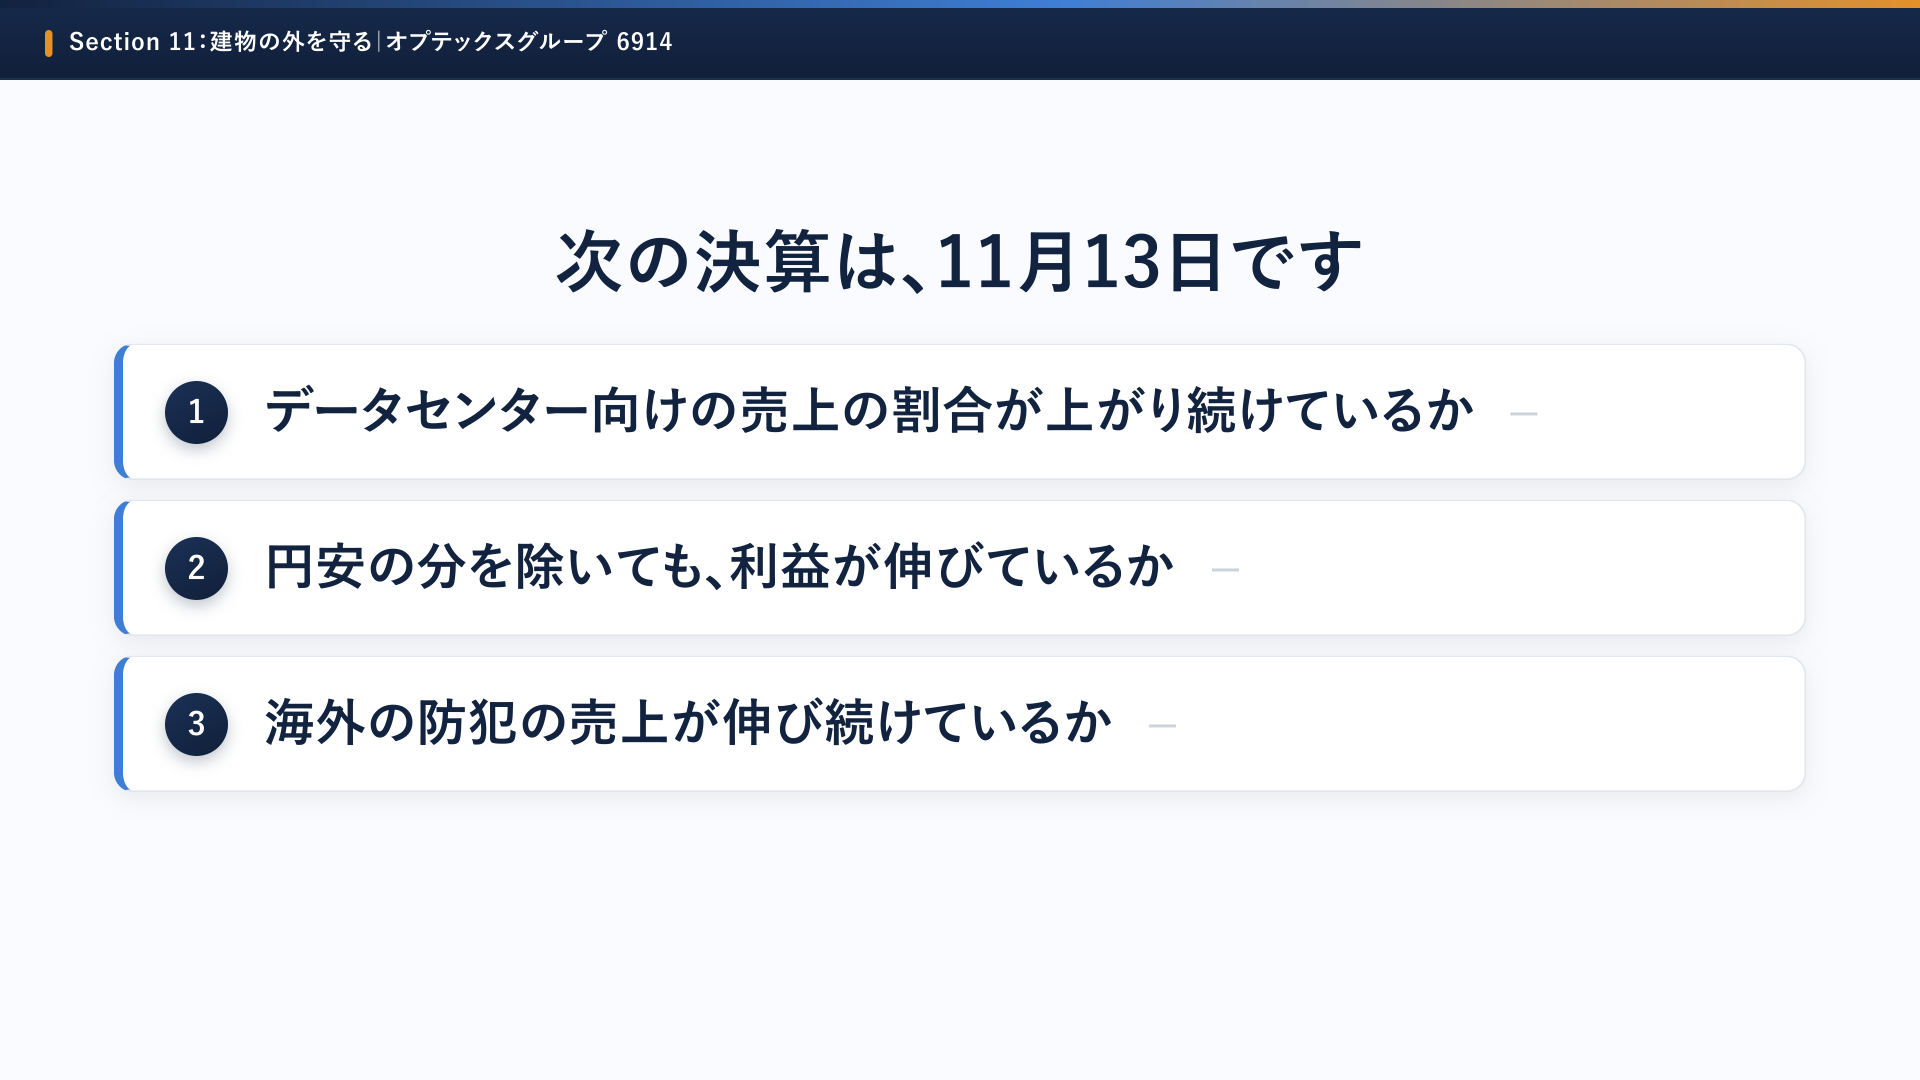 Section 11:建物の外を守る|オプテックスグループ 6914
次の決算は、11月13日です
1 データセンター向けの売上の割合が上がり続けているか —
2 円安の分を除いても、利益が伸びているか —
3 海外の防犯の売上が伸び続けているか —